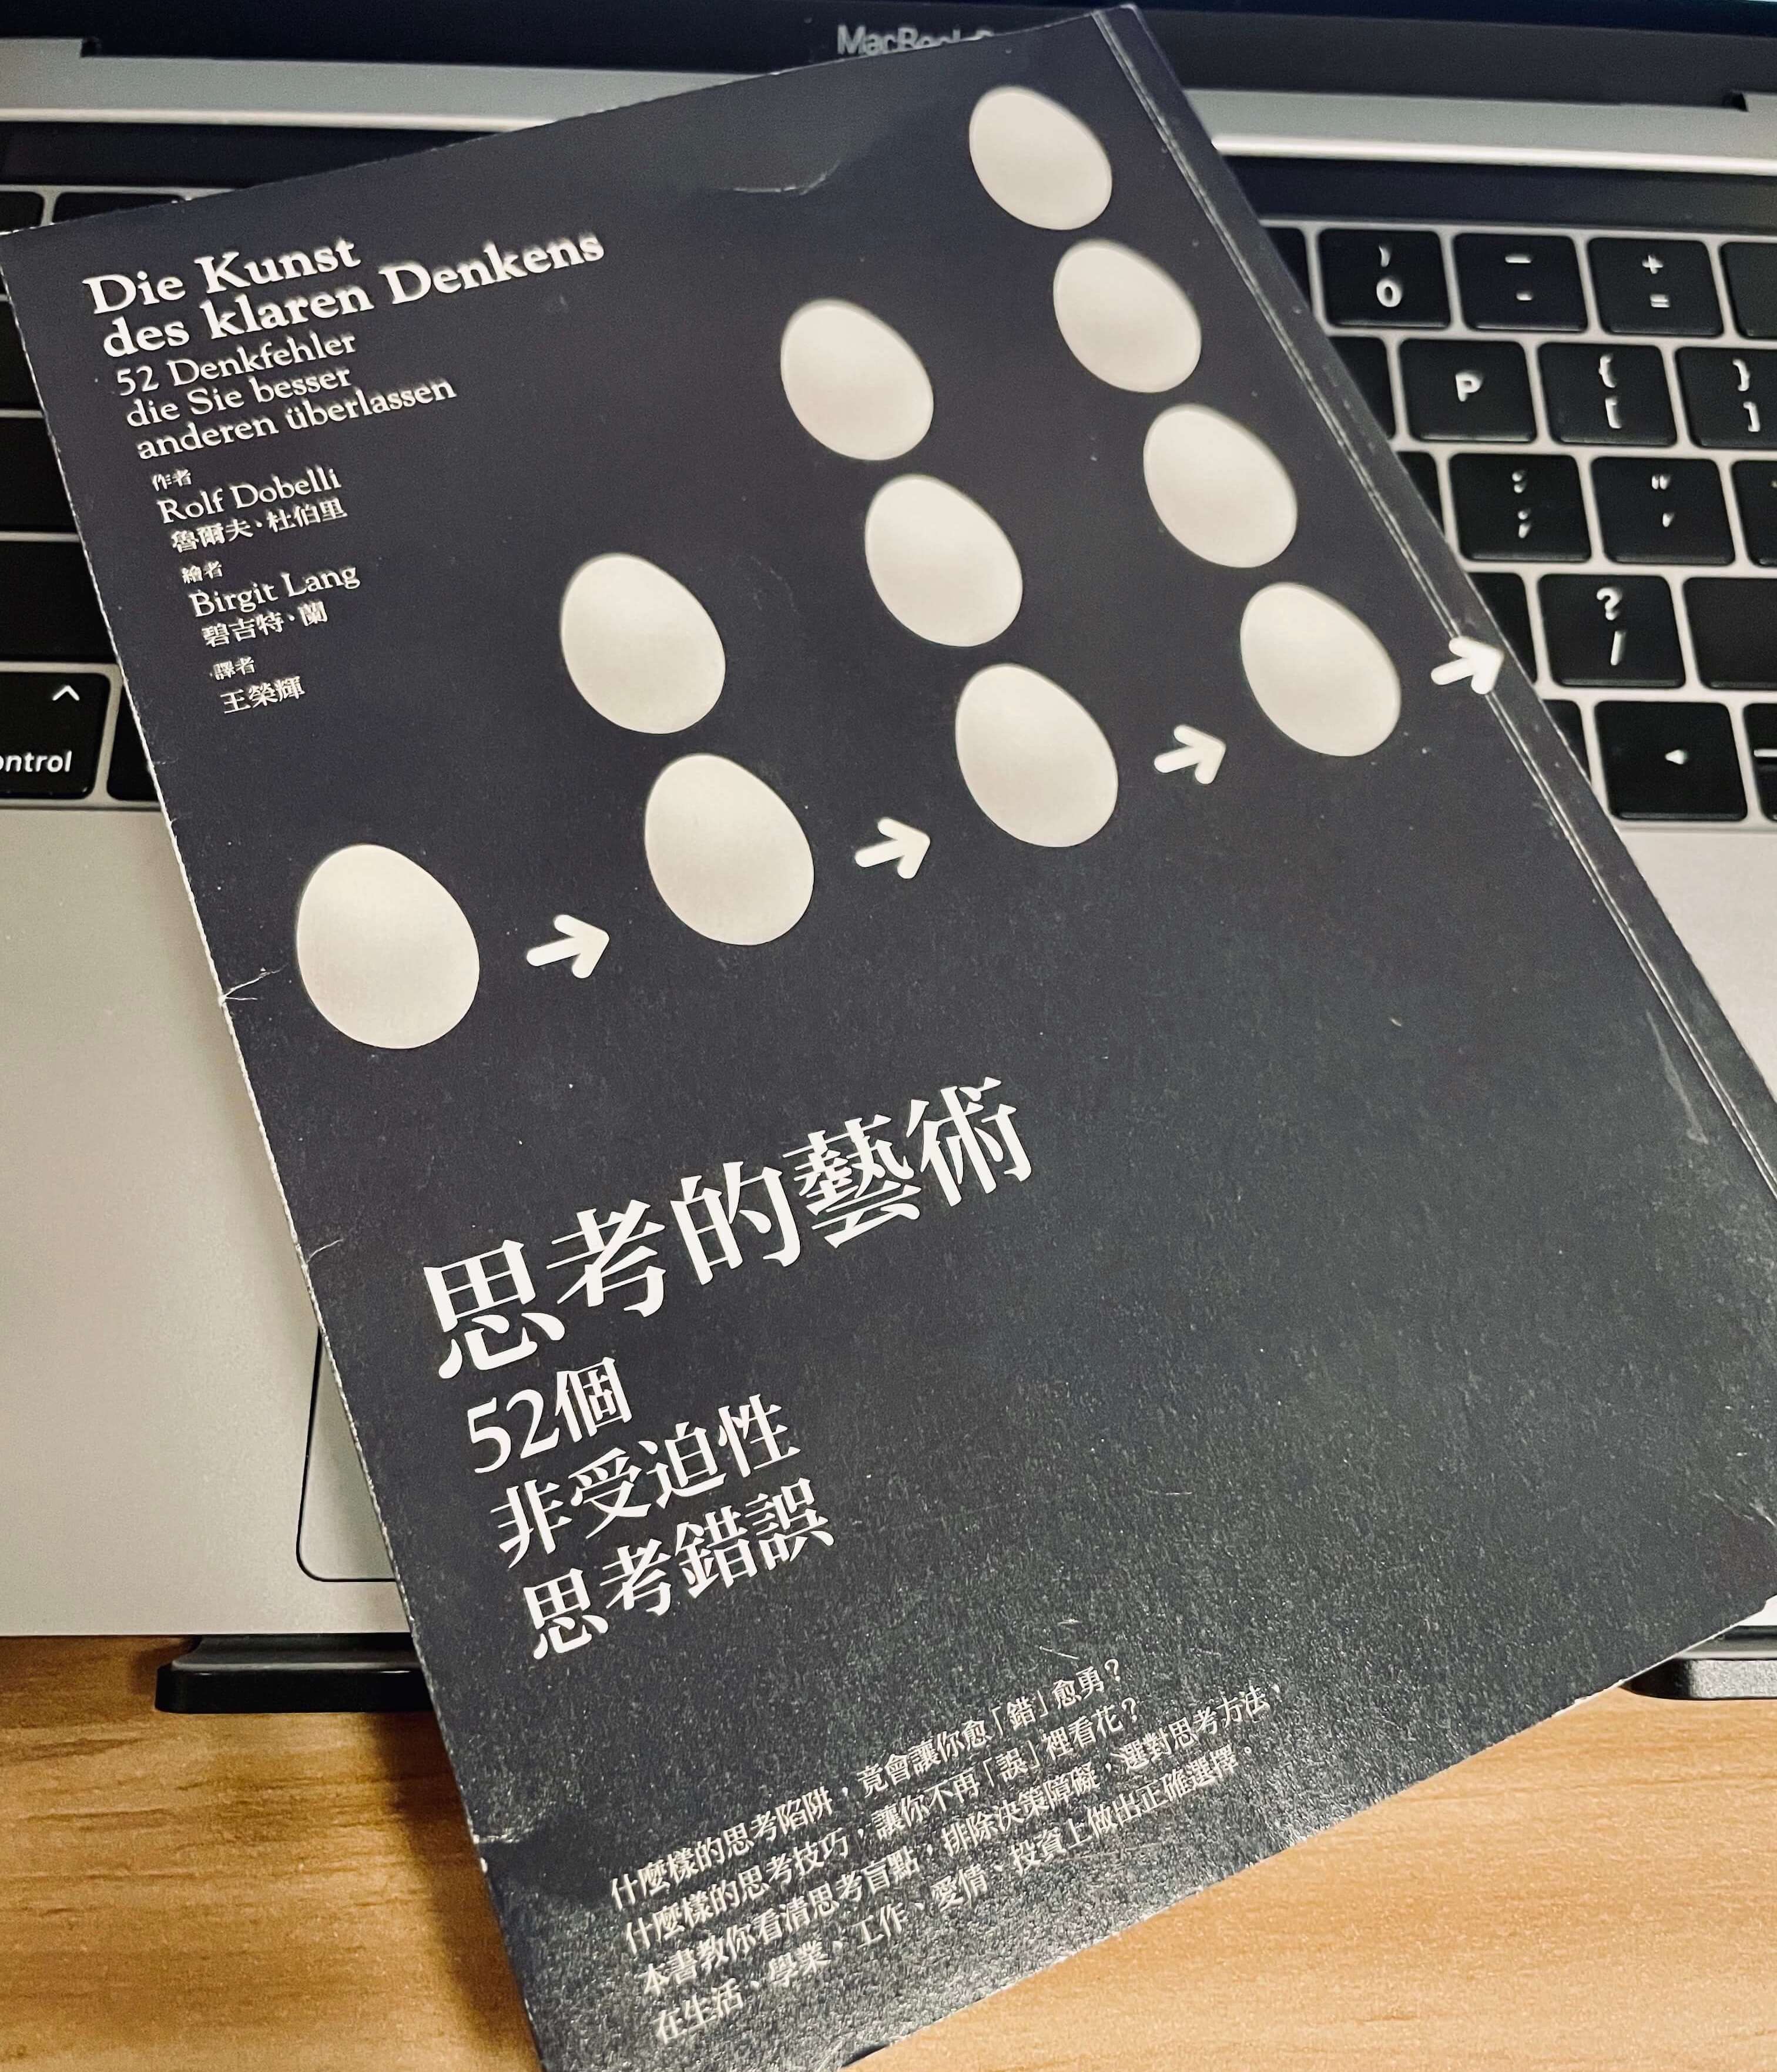 MacBook
Die Kunst
des klaren Denkens
52 Denkfehler
die Sie besser
anderen überlassen
作者
Rolf Dobelli
魯爾夫·杜伯里
繪者
Birgit Lang
碧吉特·蘭
譯者
王榮輝
思考的藝術
52個
非受迫性
思考錯誤
什麼樣的思考陷阱，竟會讓你愈「錯」愈勇？
什麼樣的思考技巧，讓你不再「誤」裡看花？
本書教你看清思考盲點，排除決策障礙，選對思考方法，
在生活、學業、工作、愛情、投資上做出正確選擇。
)
0
—
-
+
=
P
{
[
}
]
:
;
"
'
?
/
^
ontrol